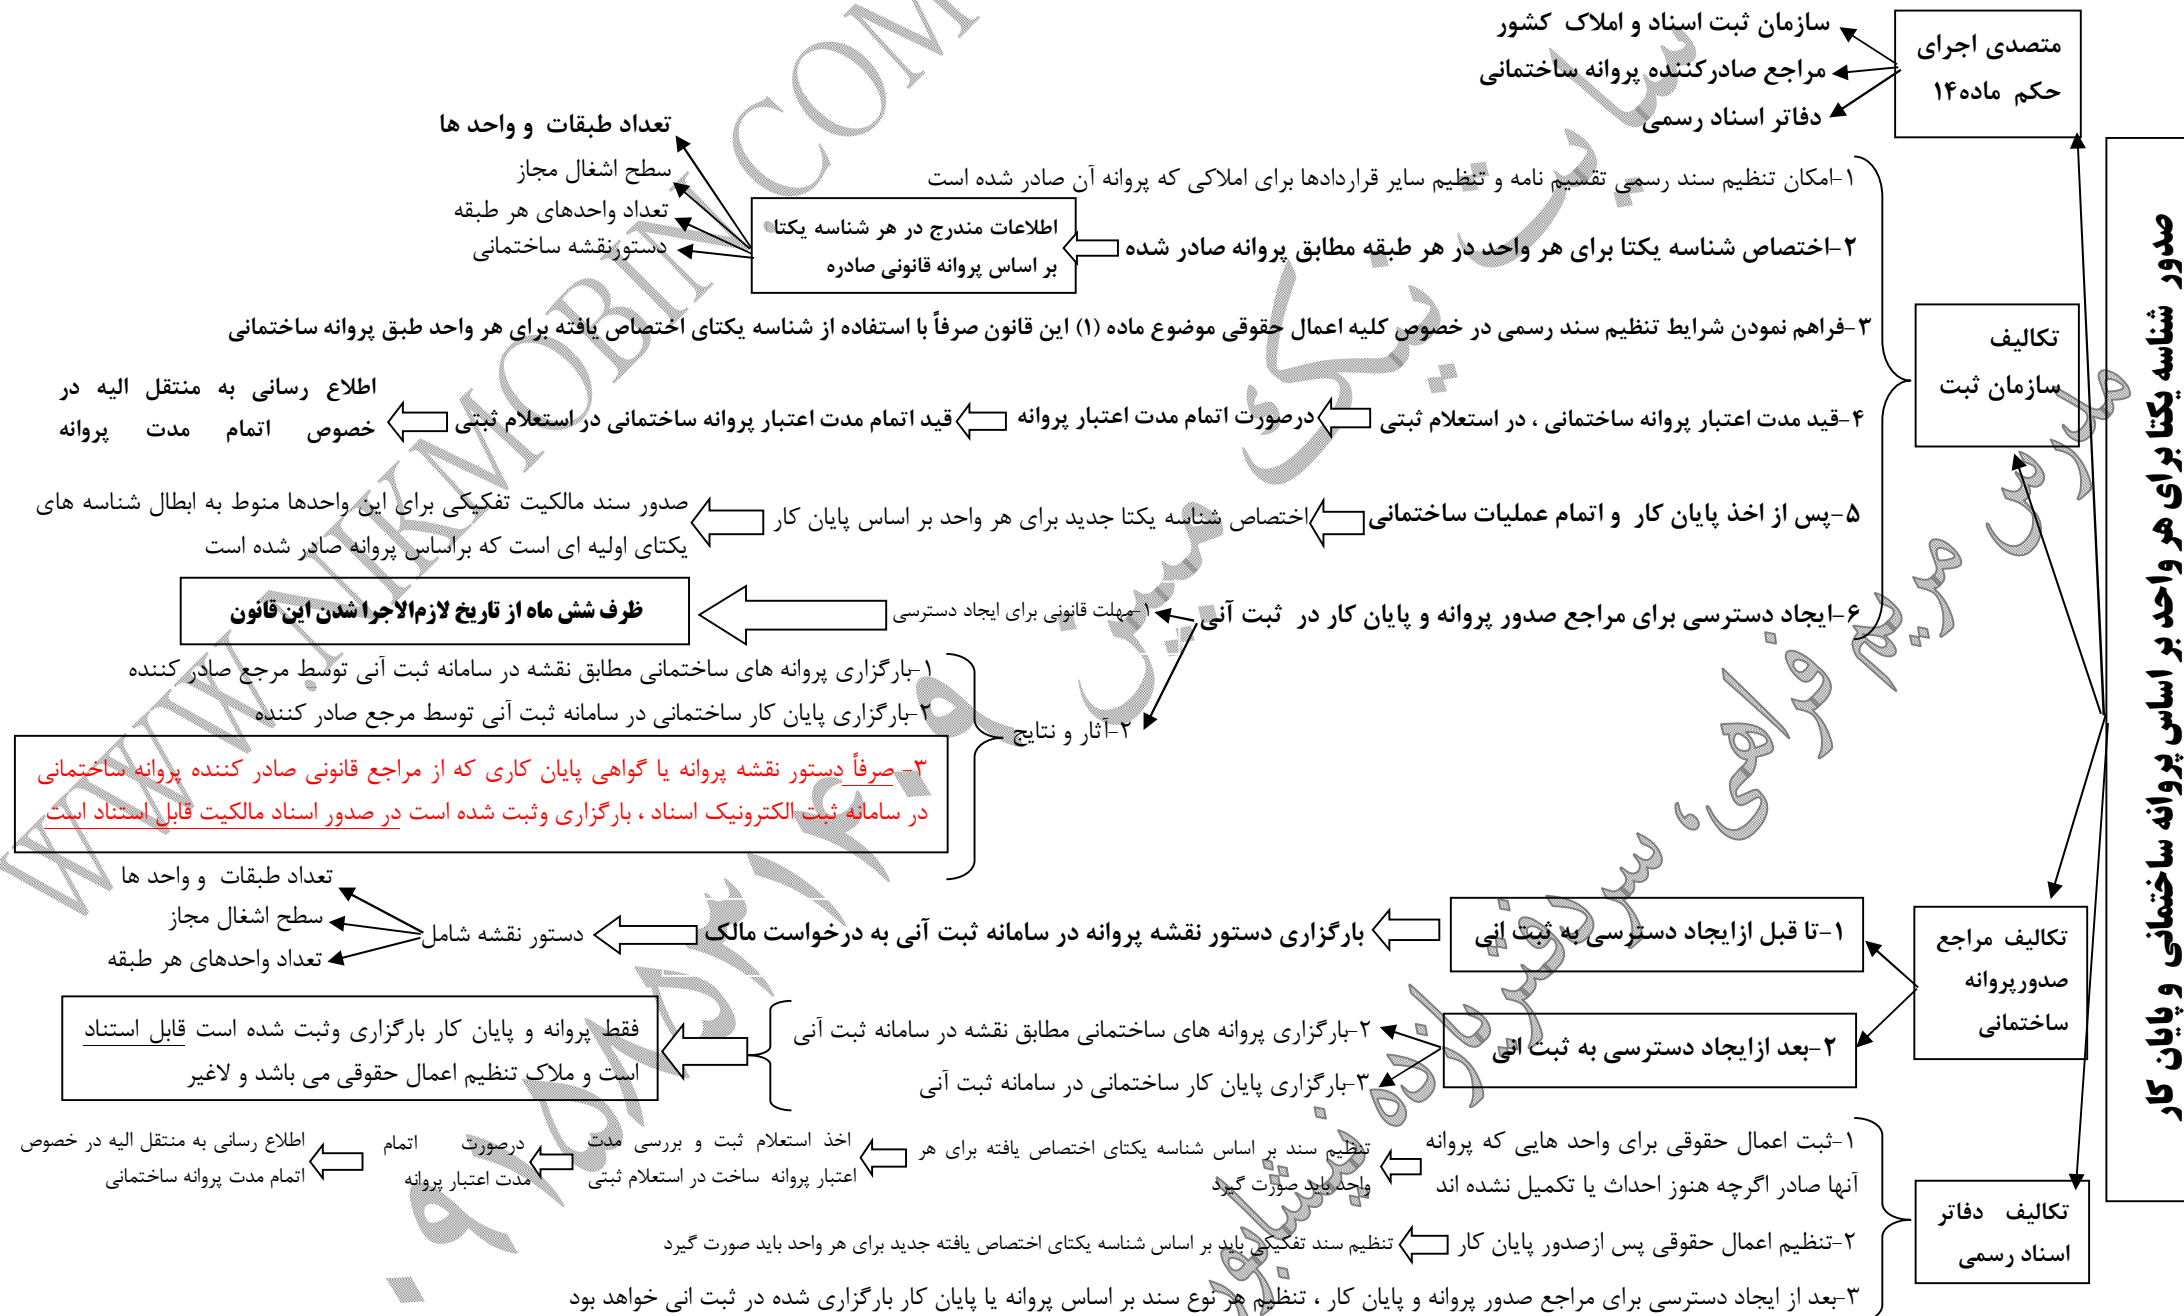 صدور شناسه یکتا برای هر واحد بر اساس پروانه ساختمانی و پایان کار
متصدی اجرای
حکم ماده۱۴
سازمان ثبت اسناد و املاک کشور
مراجع صادرکننده پروانه ساختمانی
دفاتر اسناد رسمی
تکالیف
سازمان ثبت
۱-امکان تنظیم سند رسمی تقسیم نامه و تنظیم سایر قراردادها برای املاکی که پروانه آن صادر شده است
۲-اختصاص شناسه یکتا برای هر واحد در هر طبقه مطابق پروانه صادر شده
اطلاعات مندرج در هر شناسه یکتا
بر اساس پروانه قانونی صادره
تعداد طبقات و واحد ها
سطح اشغال مجاز
تعداد واحدهای هر طبقه
دستورنقشه ساختمانی
۳-فراهم نمودن شرایط تنظیم سند رسمی در خصوص کلیه اعمال حقوقی موضوع ماده (۱) این قانون صرفاً با استفاده از شناسه یکتای اختصاص یافته برای هر واحد طبق پروانه ساختمانی
۴-قید مدت اعتبار پروانه ساختمانی ، در استعلام ثبتی
درصورت اتمام مدت اعتبار پروانه
قید اتمام مدت اعتبار پروانه ساختمانی در استعلام ثبتی
اطلاع رسانی به منتقل الیه در
خصوص اتمام مدت پروانه
۵-پس از اخذ پایان کار و اتمام عملیات ساختمانی
اختصاص شناسه یکتا جدید برای هر واحد بر اساس پایان کار
صدور سند مالکیت تفکیکی برای این واحدها منوط به ابطال شناسه های
یکتای اولیه ای است که براساس پروانه صادر شده است
۶-ایجاد دسترسی برای مراجع صدور پروانه و پایان کار در ثبت آنی
۱-مهلت قانونی برای ایجاد دسترسی
ظرف شش ماه از تاریخ لازم‌الاجرا شدن این قانون
۲-آثار و نتایج
۱-بارگزاری پروانه های ساختمانی مطابق نقشه در سامانه ثبت آنی توسط مرجع صادر کننده
۲-بارگزاری پایان کار ساختمانی در سامانه ثبت آنی توسط مرجع صادر کننده
۳- صرفاً دستور نقشه پروانه یا گواهی پایان کاری که از مراجع قانونی صادر کننده پروانه ساختمانی
در سامانه ثبت الکترونیک اسناد ، بارگزاری وثبت شده است در صدور اسناد مالکیت قابل استناد است
تکالیف مراجع
صدورپروانه
ساختمانی
۱-تا قبل ازایجاد دسترسی به ثبت انی
بارگزاری دستور نقشه پروانه در سامانه ثبت آنی به درخواست مالک
دستور نقشه شامل
تعداد طبقات و واحد ها
سطح اشغال مجاز
تعداد واحدهای هر طبقه
۲-بعد ازایجاد دسترسی به ثبت انی
۲-بارگزاری پروانه های ساختمانی مطابق نقشه در سامانه ثبت آنی
۳-بارگزاری پایان کار ساختمانی در سامانه ثبت آنی
فقط پروانه و پایان کار بارگزاری وثبت شده است قابل استناد
است و ملاک تنظیم اعمال حقوقی می باشد و لاغیر
تکالیف دفاتر
اسناد رسمی
۱-ثبت اعمال حقوقی برای واحد هایی که پروانه
آنها صادر اگرچه هنوز احداث یا تکمیل نشده اند
تنظیم سند بر اساس شناسه یکتای اختصاص یافته برای هر
واحد باید صورت گیرد
اخذ استعلام ثبت و بررسی مدت
اعتبار پروانه ساخت در استعلام ثبتی
درصورت اتمام
مدت اعتبار پروانه
اطلاع رسانی به منتقل الیه در خصوص
اتمام مدت پروانه ساختمانی
۲-تنظیم اعمال حقوقی پس ازصدور پایان کار
تنظیم سند تفکیکی باید بر اساس شناسه یکتای اختصاص یافته جدید برای هر واحد باید صورت گیرد
۳-بعد از ایجاد دسترسی برای مراجع صدور پروانه و پایان کار ، تنظیم هر نوع سند بر اساس پروانه یا پایان کار بارگزاری شده در ثبت انی خواهد بود
WWW.NIKMOBIN.COM
سایت نیک مبین
مدرس مریم فراهی، سردفتریازده نیشابور